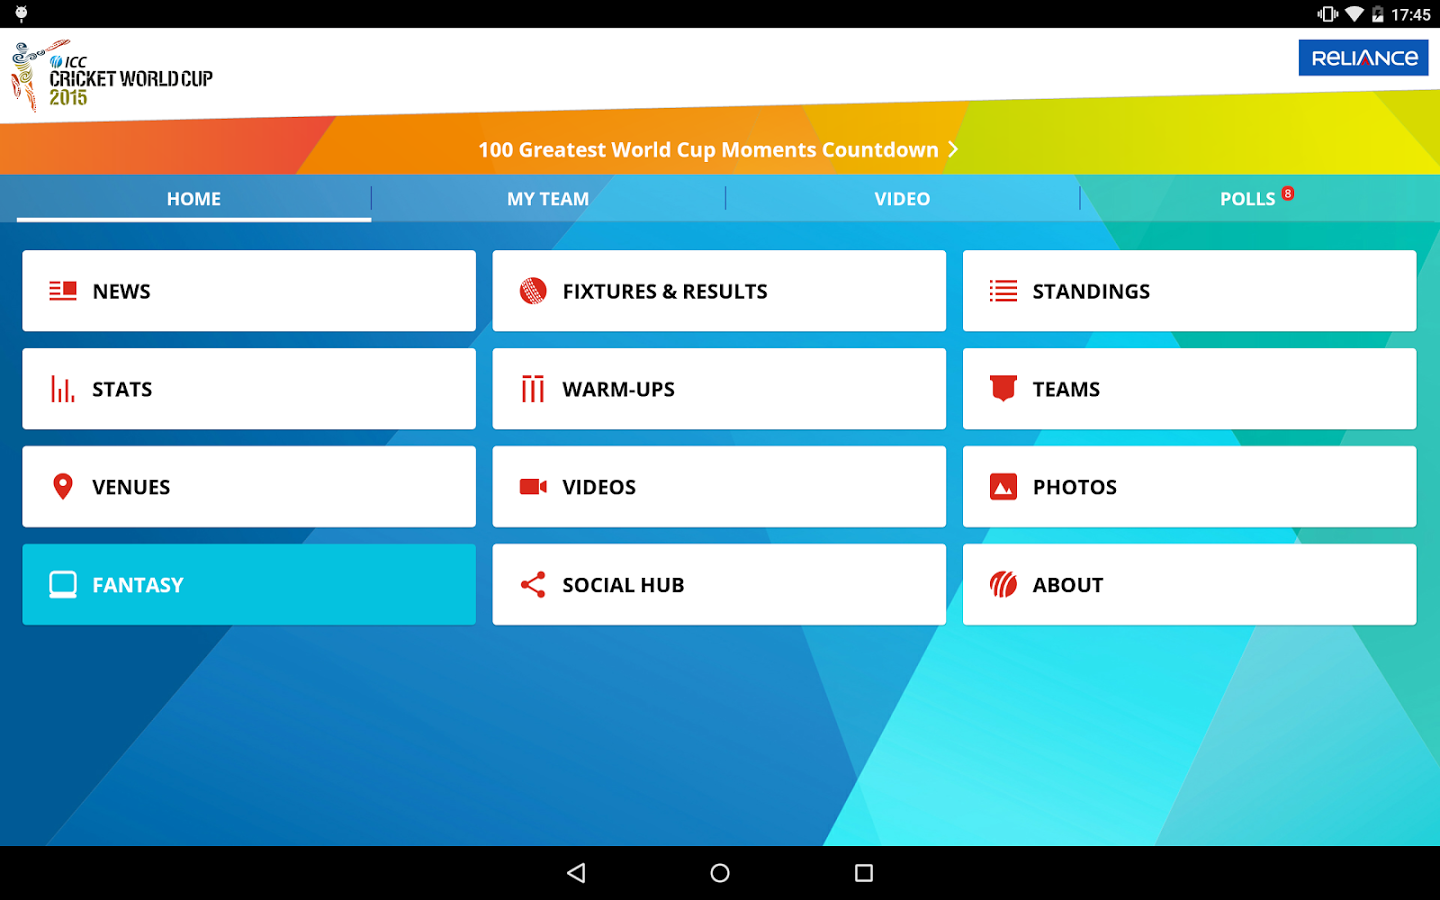 17:45
ICC
CRICKET WORLD CUP
2015
RELIANCE
100 Greatest World Cup Moments Countdown
HOME
MY TEAM
VIDEO
POLLS 8
NEWS
FIXTURES & RESULTS
STANDINGS
STATS
WARM-UPS
TEAMS
VENUES
VIDEOS
PHOTOS
FANTASY
SOCIAL HUB
ABOUT